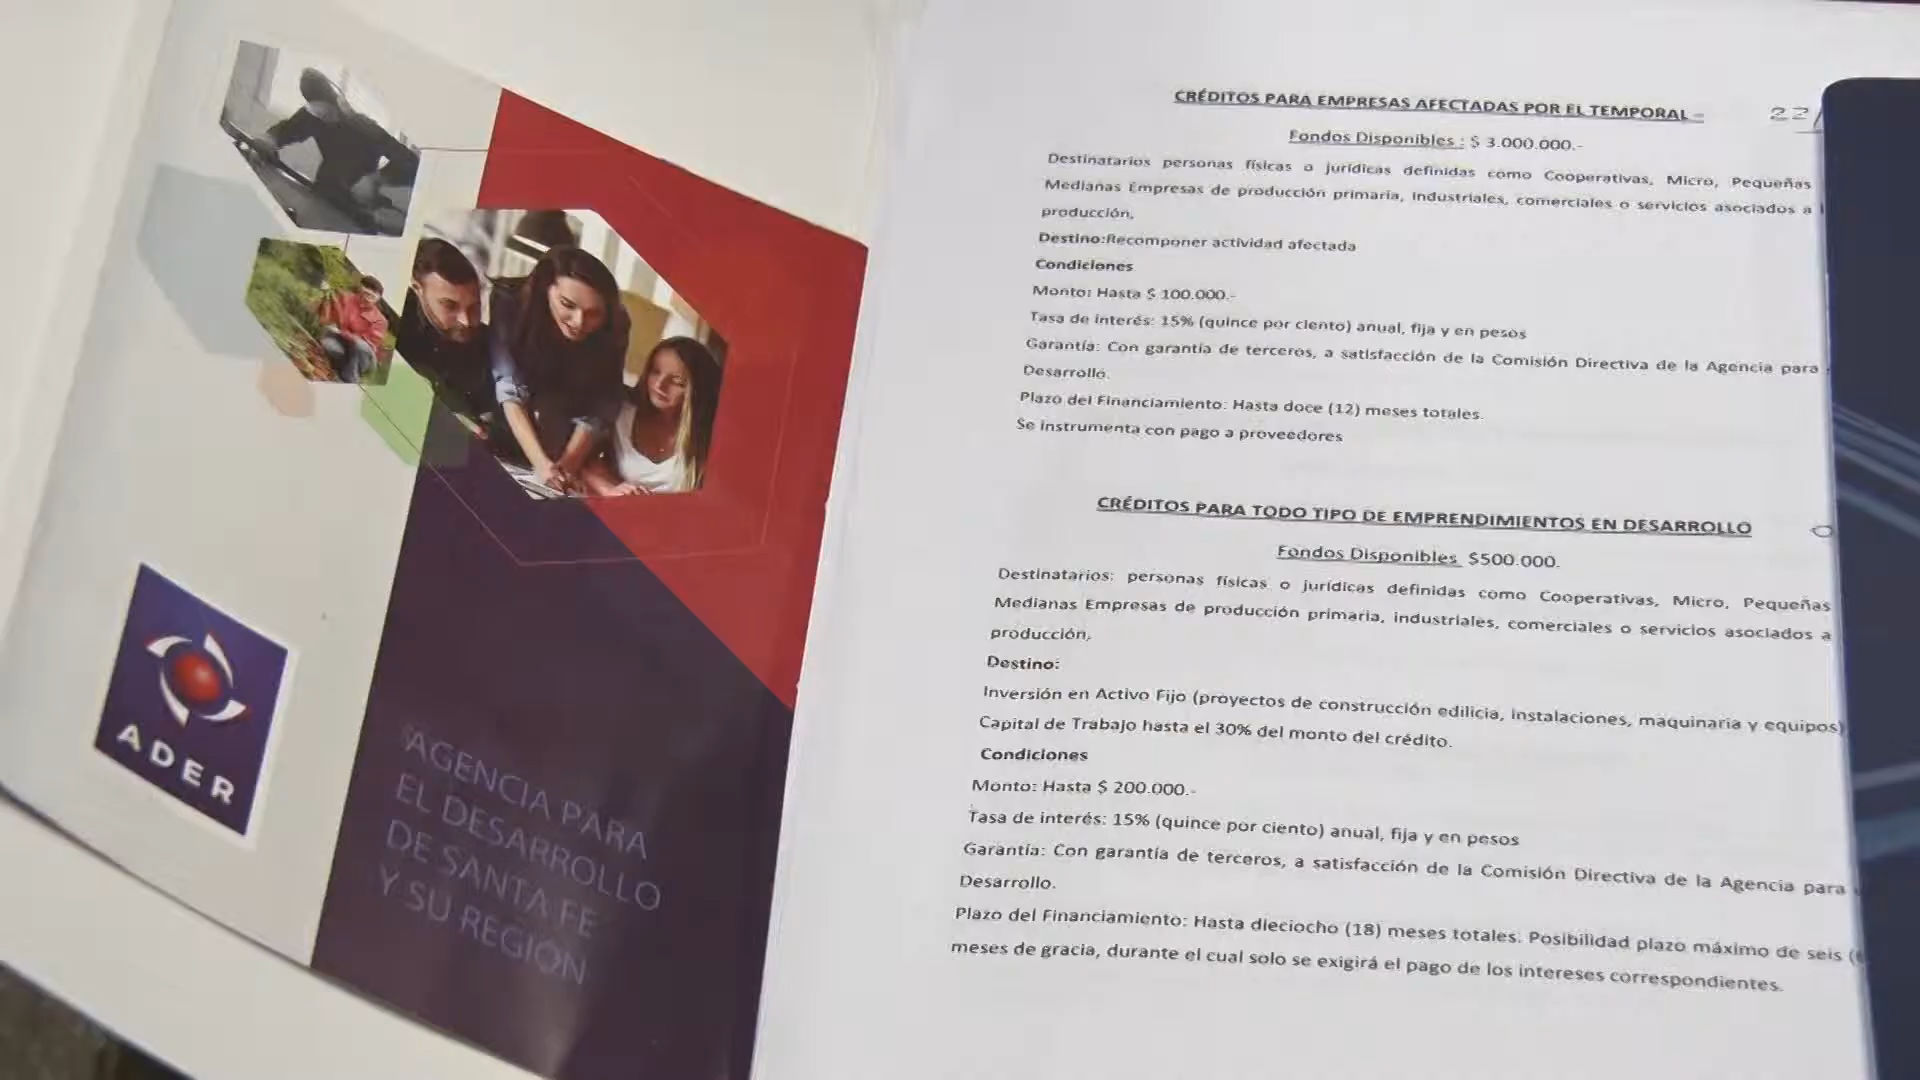 ADER
AGENCIA PARA
EL DESARROLLO
DE SANTA FE
Y SU REGIÓN
CRÉDITOS PARA EMPRESAS AFECTADAS POR EL TEMPORAL –
22/
Fondos Disponibles : $ 3.000.000.-
Destinatarios personas físicas o jurídicas definidas como Cooperativas, Micro, Pequeñas
Medianas Empresas de producción primaria, industriales, comerciales o servicios asociados a
producción,
Destino:Recomponer actividad afectada
Condiciones
Monto: Hasta $ 100.000.-
Tasa de interés: 15% (quince por ciento) anual, fija y en pesos
Garantía: Con garantía de terceros, a satisfacción de la Comisión Directiva de la Agencia para
Desarrollo.
Plazo del Financiamiento: Hasta doce (12) meses totales.
Se instrumenta con pago a proveedores
CRÉDITOS PARA TODO TIPO DE EMPRENDIMIENTOS EN DESARROLLO
Fondos Disponibles $500.000.
Destinatarios: personas físicas o jurídicas definidas como Cooperativas, Micro, Pequeñas
Medianas Empresas de producción primaria, industriales, comerciales o servicios asociados a
producción,
Destino:
Inversión en Activo Fijo (proyectos de construcción edilicia, instalaciones, maquinaria y equipos)
Capital de Trabajo hasta el 30% del monto del crédito.
Condiciones
Monto: Hasta $ 200.000.-
Tasa de interés: 15% (quince por ciento) anual, fija y en pesos
Garantía: Con garantía de terceros, a satisfacción de la Comisión Directiva de la Agencia para
Desarrollo.
Plazo del Financiamiento: Hasta dieciocho (18) meses totales. Posibilidad plazo máximo de seis (
meses de gracia, durante el cual solo se exigirá el pago de los intereses correspondientes.